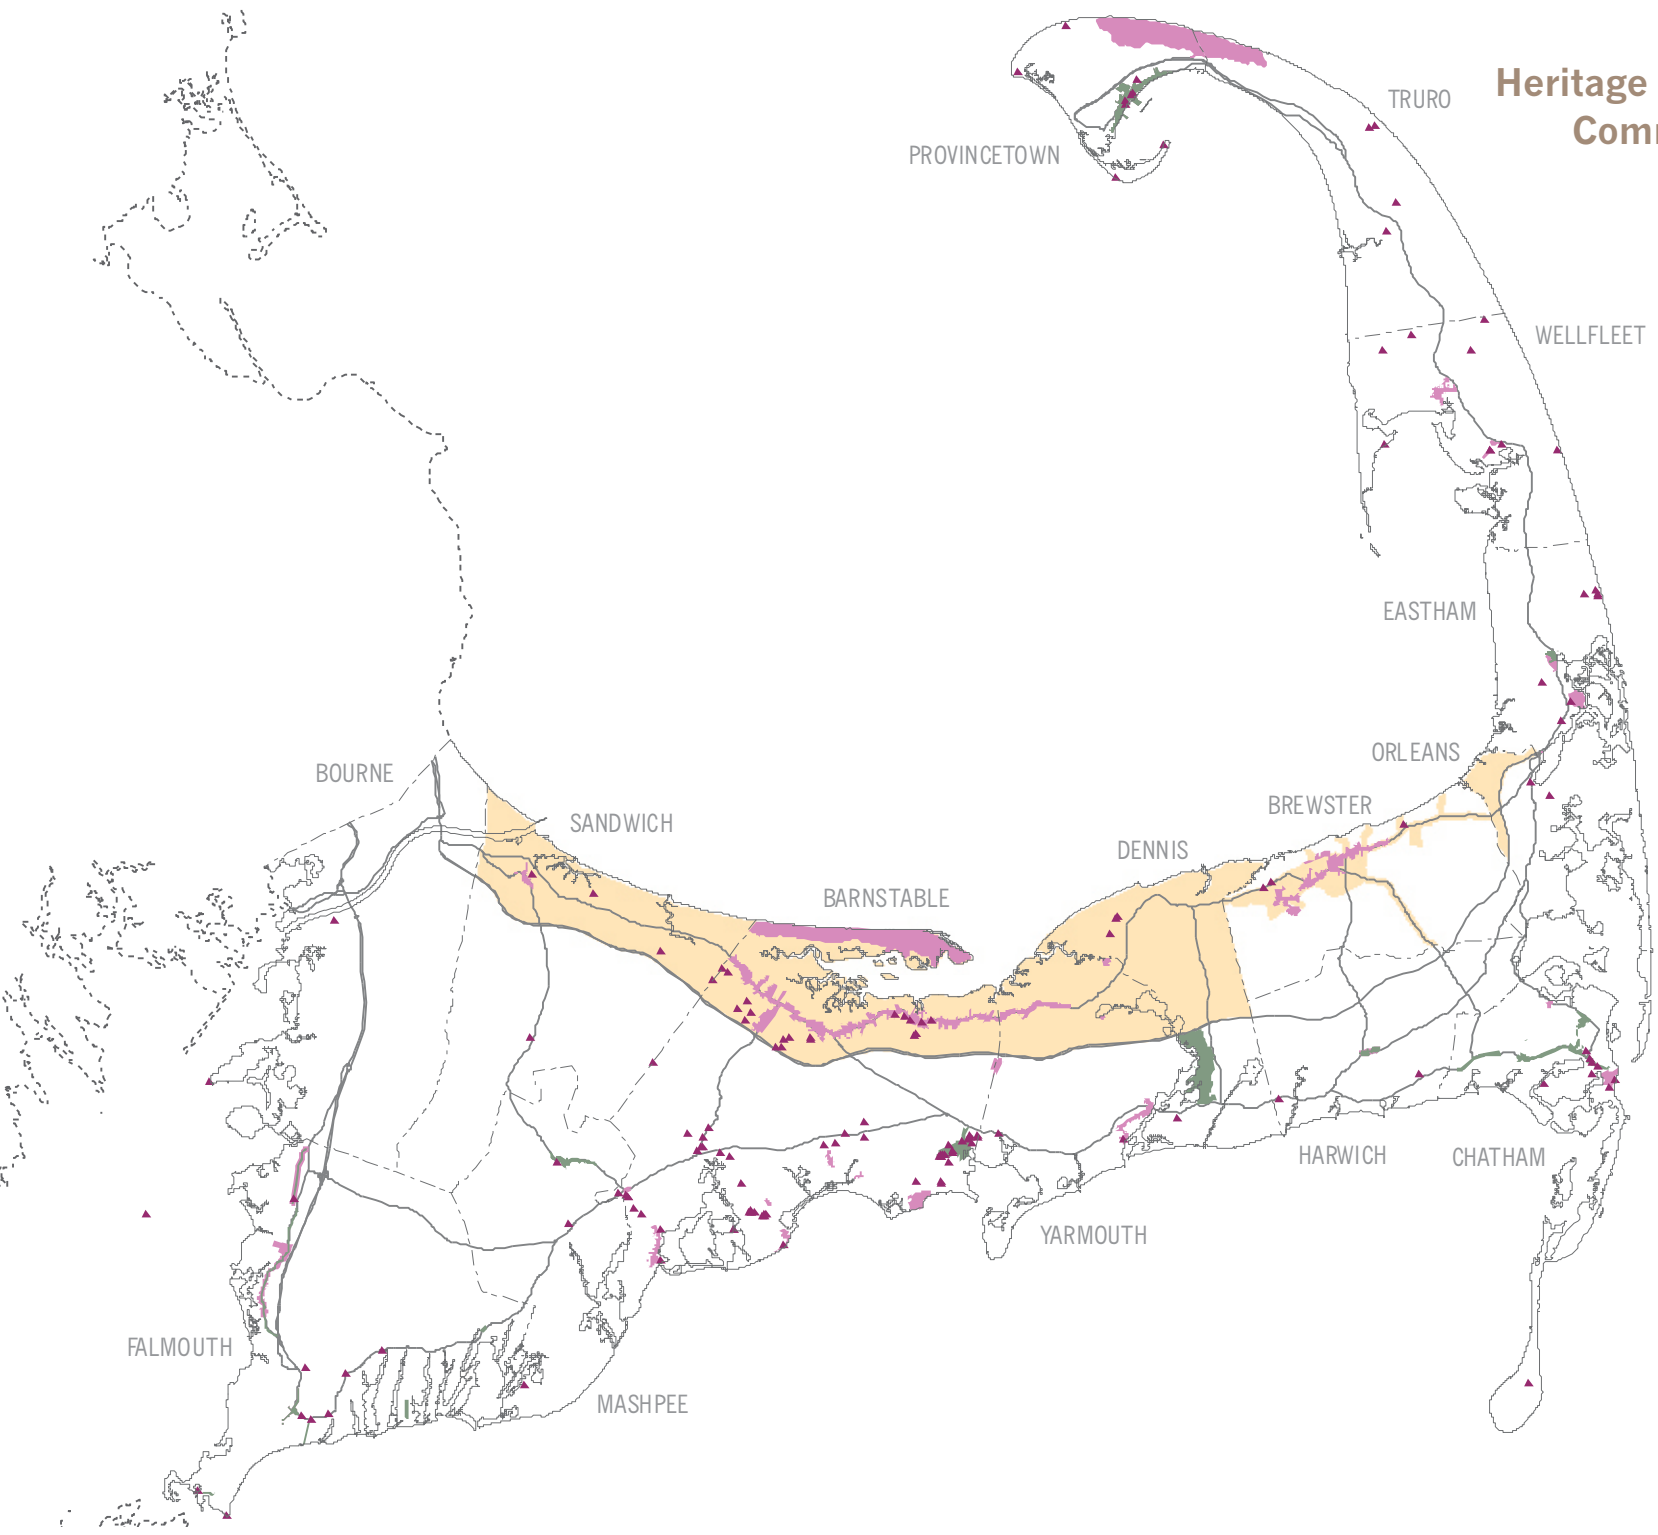 Heritage
TRURO
PROVINCETOWN
WELLFLEET
EASTHAM
ORLEANS
BOURNE
BREWSTER
SANDWICH
DENNIS
BARNSTABLE
HARWICH
CHATHAM
YARMOUTH
FALMOUTH
MASHPEE